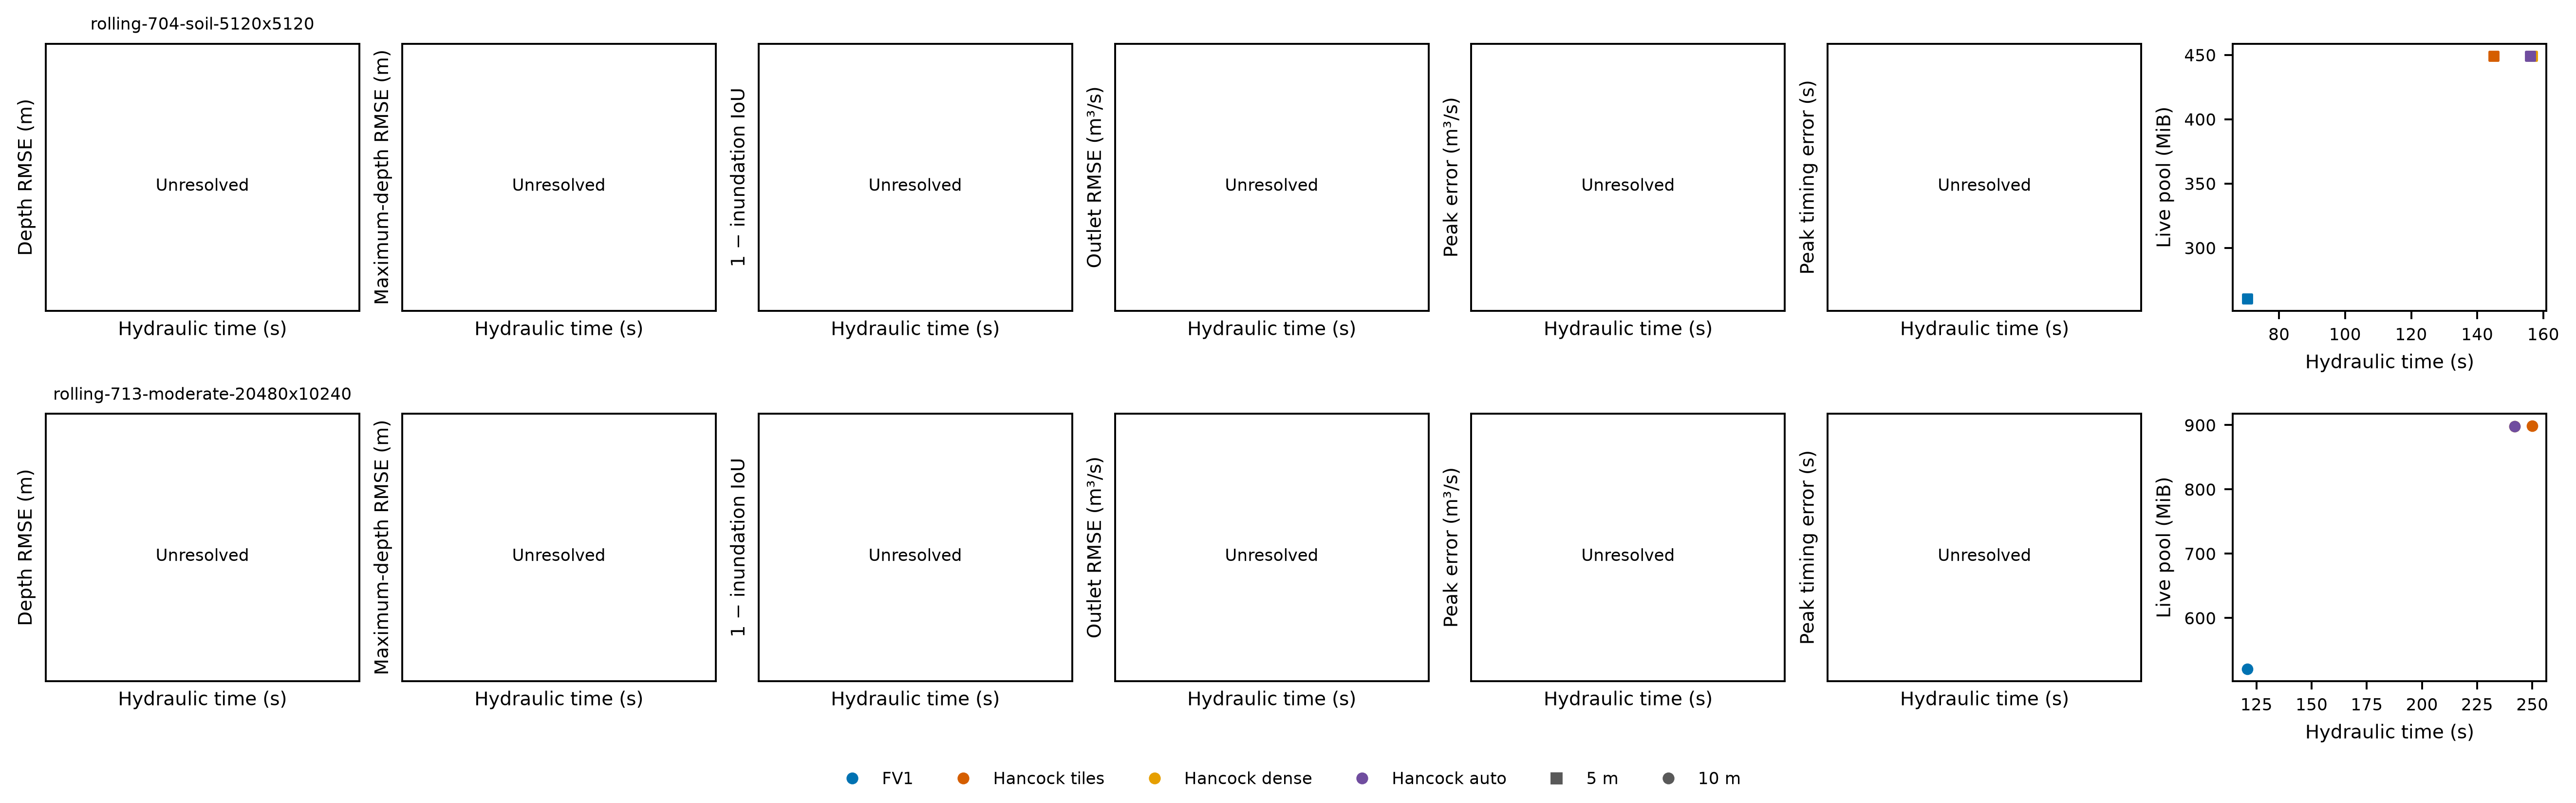 rolling-704-soil-5120x5120
Depth RMSE (m)
Unresolved
Hydraulic time (s)
Maximum-depth RMSE (m)
Unresolved
Hydraulic time (s)
1 − inundation IoU
Unresolved
Hydraulic time (s)
Outlet RMSE (m³/s)
Unresolved
Hydraulic time (s)
Peak error (m³/s)
Unresolved
Hydraulic time (s)
Peak timing error (s)
Unresolved
Hydraulic time (s)
Live pool (MiB)
450
400
350
300
80 100 120 140 160
Hydraulic time (s)
rolling-713-moderate-20480x10240
Depth RMSE (m)
Unresolved
Hydraulic time (s)
Maximum-depth RMSE (m)
Unresolved
Hydraulic time (s)
1 − inundation IoU
Unresolved
Hydraulic time (s)
Outlet RMSE (m³/s)
Unresolved
Hydraulic time (s)
Peak error (m³/s)
Unresolved
Hydraulic time (s)
Peak timing error (s)
Unresolved
Hydraulic time (s)
Live pool (MiB)
900
800
700
600
125 150 175 200 225 250
Hydraulic time (s)
FV1 Hancock tiles Hancock dense Hancock auto 5 m 10 m